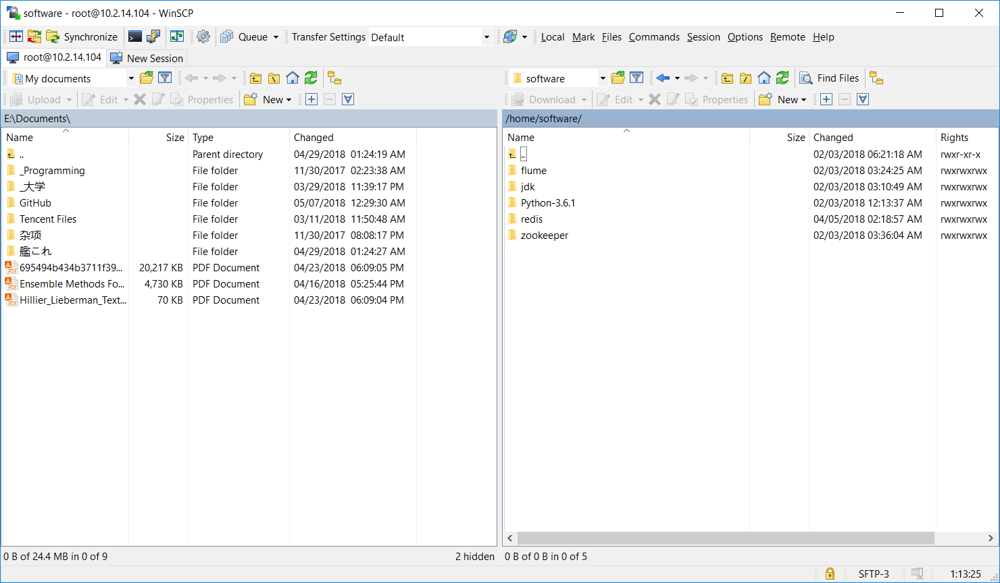 software - root@10.2.14.104 - WinSCP
Synchronize Queue Transfer Settings Default Local Mark Files Commands Session Options Remote Help
root@10.2.14.104 New Session
My documents software Find Files
Upload Edit Properties New Download Edit Properties New
E:\Documents\ /home/software/
Name Size Type Changed
.. Parent directory 04/29/2018 01:24:19 AM
_Programming File folder 11/30/2017 02:23:38 AM
_大学 File folder 03/29/2018 11:39:17 PM
GitHub File folder 05/07/2018 12:29:30 AM
Tencent Files File folder 03/11/2018 11:50:48 AM
杂项 File folder 11/30/2017 08:08:17 PM
艦これ File folder 04/29/2018 01:24:27 AM
695494b434b3711f39... 20,217 KB PDF Document 04/23/2018 06:09:05 PM
Ensemble Methods Fo... 4,730 KB PDF Document 04/16/2018 05:25:44 PM
Hillier_Lieberman_Text... 70 KB PDF Document 04/23/2018 06:09:04 PM
Name Size Changed Rights
.. 02/03/2018 06:21:18 AM rwxr-xr-x
flume 02/03/2018 03:24:25 AM rwxrwxrwx
jdk 02/03/2018 03:10:49 AM rwxrwxrwx
Python-3.6.1 02/03/2018 12:13:37 AM rwxrwxrwx
redis 04/05/2018 02:18:57 AM rwxrwxrwx
zookeeper 02/03/2018 03:36:04 AM rwxrwxrwx
0 B of 24.4 MB in 0 of 9 2 hidden 0 B of 0 B in 0 of 5
SFTP-3 1:13:25